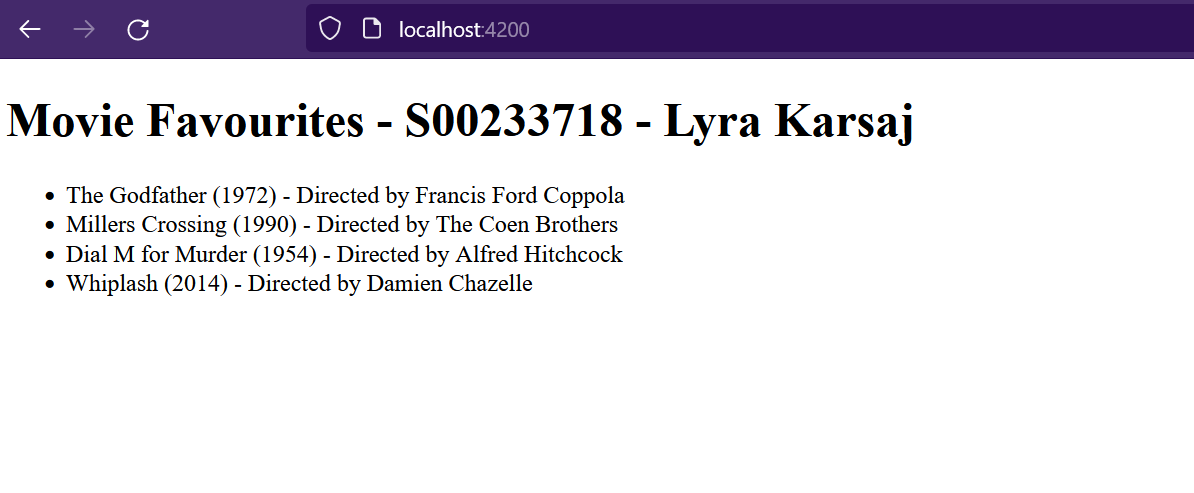 localhost:4200
Movie Favourites - S00233718 - Lyra Karsaj
The Godfather (1972) - Directed by Francis Ford Coppola
Millers Crossing (1990) - Directed by The Coen Brothers
Dial M for Murder (1954) - Directed by Alfred Hitchcock
Whiplash (2014) - Directed by Damien Chazelle